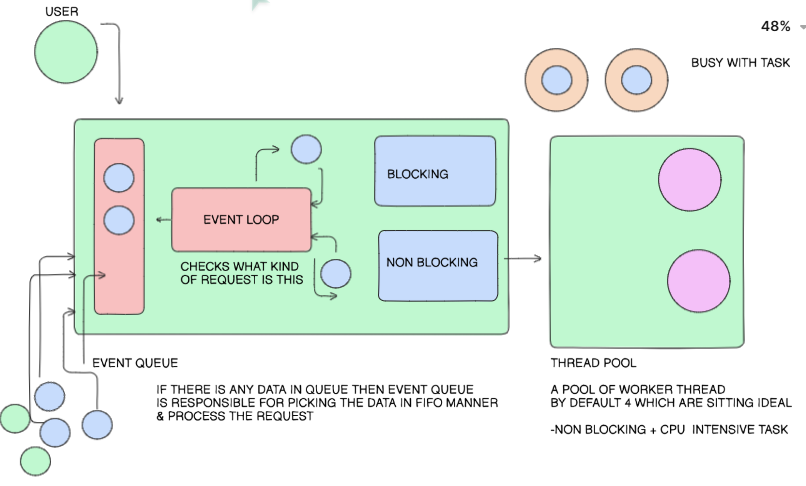 USER
48%
BUSY WITH TASK
BLOCKING
EVENT LOOP
NON BLOCKING
CHECKS WHAT KIND
OF REQUEST IS THIS
EVENT QUEUE
IF THERE IS ANY DATA IN QUEUE THEN EVENT QUEUE
IS RESPONSIBLE FOR PICKING THE DATA IN FIFO MANNER
& PROCESS THE REQUEST
THREAD POOL
A POOL OF WORKER THREAD
BY DEFAULT 4 WHICH ARE SITTING IDEAL
-NON BLOCKING + CPU INTENSIVE TASK